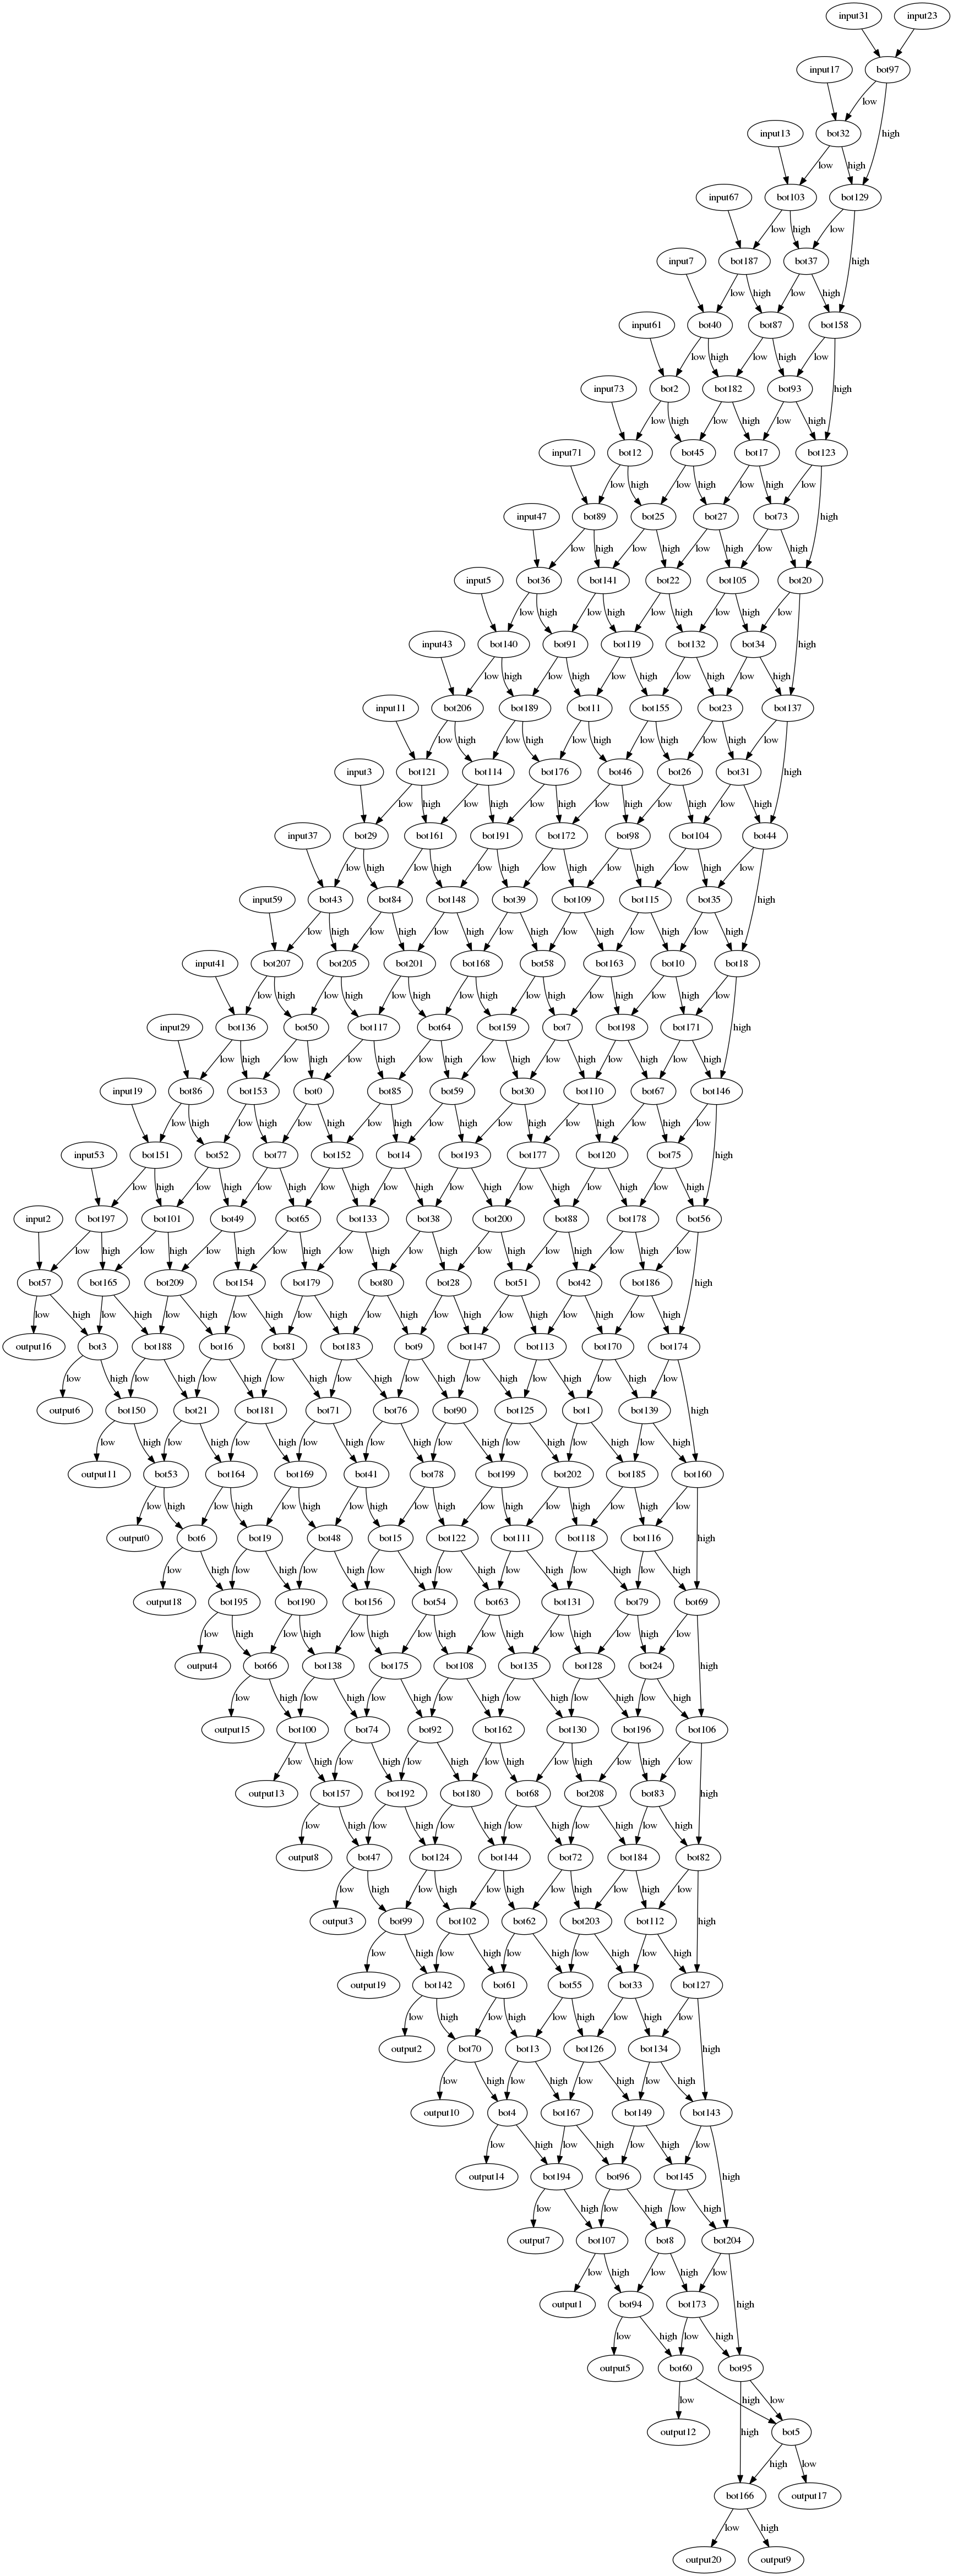 input31 input23
input17 bot97
low
input13 bot32 high
low high
input67 bot103 bot129
low high low
input7 bot187 bot37 high
low high low high
input61 bot40 bot87 bot158
low high low high low
input73 bot2 bot182 bot93 high
low high low high low high
input71 bot12 bot45 bot17 bot123
low high low high low high low
input47 bot89 bot25 bot27 bot73 high
low high low high low high low high
input5 bot36 bot141 bot22 bot105 bot20
low high low high low high low high low
input43 bot140 bot91 bot119 bot132 bot34 high
low high low high low high low high low high
input11 bot206 bot189 bot11 bot155 bot23 bot137
low high low high low high low high low high low
input3 bot121 bot114 bot176 bot46 bot26 bot31 high
low high low high low high low high low high low high
input37 bot29 bot161 bot191 bot172 bot98 bot104 bot44
low high low high low high low high low high low high low
input59 bot43 bot84 bot148 bot39 bot109 bot115 bot35 high
low high low high low high low high low high low high low high
input41 bot207 bot205 bot201 bot168 bot58 bot163 bot10 bot18
low high low high low high low high low high low high low high low
input29 bot136 bot50 bot117 bot64 bot159 bot7 bot198 bot171 high
low high low high low high low high low high low high low high low high
input19 bot86 bot153 bot0 bot85 bot59 bot30 bot110 bot67 bot146
low high low high low high low high low high low high low high low high low
input53 bot151 bot52 bot77 bot152 bot14 bot193 bot177 bot120 bot75 high
low high low high low high low high low high low high low high low high low high
input2 bot197 bot101 bot49 bot65 bot133 bot38 bot200 bot88 bot178 bot56
low high low high low high low high low high low high low high low high low high low
bot57 bot165 bot209 bot154 bot179 bot80 bot28 bot51 bot42 bot186 high
low high low high low high low high low high low high low high low high low high low high
output16 bot3 bot188 bot16 bot81 bot183 bot9 bot147 bot113 bot170 bot174
low high low high low high low high low high low high low high low high low high low
output6 bot150 bot21 bot181 bot71 bot76 bot90 bot125 bot1 bot139 high
low high low high low high low high low high low high low high low high low high
output11 bot53 bot164 bot169 bot41 bot78 bot199 bot202 bot185 bot160
low high low high low high low high low high low high low high low high low
output0 bot6 bot19 bot48 bot15 bot122 bot111 bot118 bot116 high
low high low high low high low high low high low high low high low high
output18 bot195 bot190 bot156 bot54 bot63 bot131 bot79 bot69
low high low high low high low high low high low high low high low
output4 bot66 bot138 bot175 bot108 bot135 bot128 bot24 high
low high low high low high low high low high low high low high
output15 bot100 bot74 bot92 bot162 bot130 bot196 bot106
low high low high low high low high low high low high low
output13 bot157 bot192 bot180 bot68 bot208 bot83 high
low high low high low high low high low high low high
output8 bot47 bot124 bot144 bot72 bot184 bot82
low high low high low high low high low high low
output3 bot99 bot102 bot62 bot203 bot112 high
low high low high low high low high low high
output19 bot142 bot61 bot55 bot33 bot127
low high low high low high low high low
output2 bot70 bot13 bot126 bot134 high
low high low high low high low high
output10 bot4 bot167 bot149 bot143
low high low high low high low
output14 bot194 bot96 bot145 high
low high low high low high
output7 bot107 bot8 bot204
low high low high low
output1 bot94 bot173 high
low high low high
output5 bot60 bot95
low high low
output12 bot5
high high low
bot166 output17
low high
output20 output9